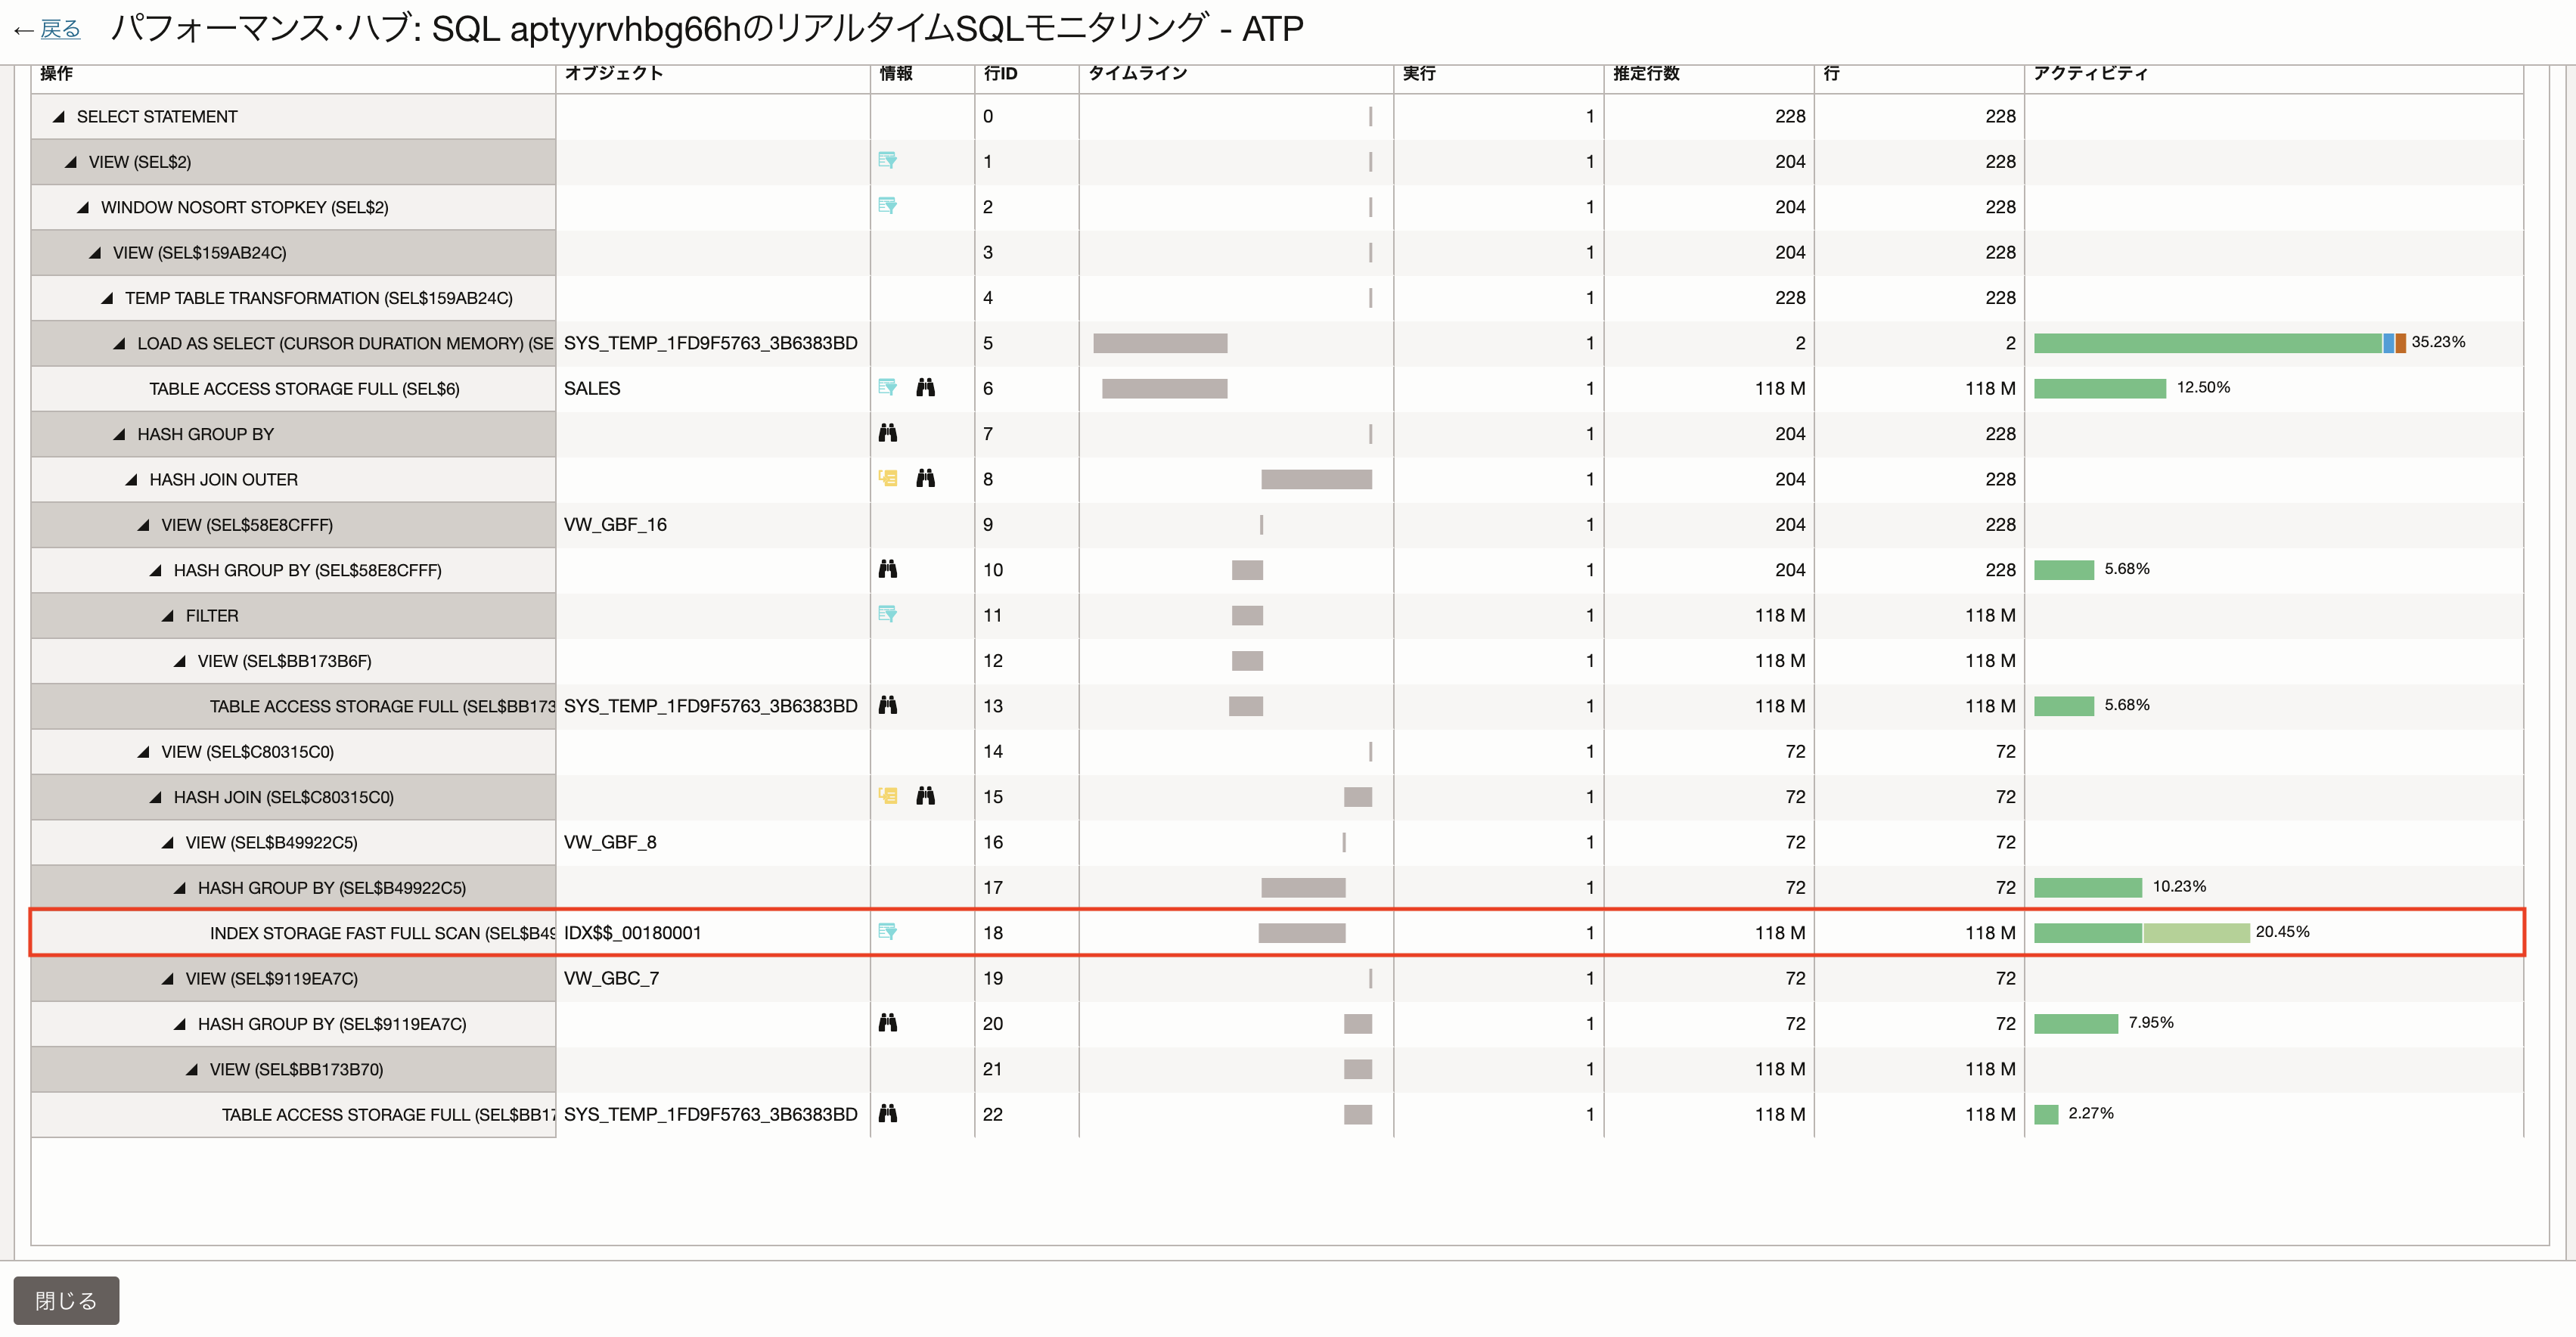 ← 戻る パフォーマンス・ハブ: SQL aptyyrvhbg66hのリアルタイムSQLモニタリング - ATP
操作 オブジェクト 情報 行ID タイムライン 実行 推定行数 行 アクティビティ
SELECT STATEMENT 0 1 228 228
VIEW (SEL$2) 1 1 204 228
WINDOW NOSORT STOPKEY (SEL$2) 2 1 204 228
VIEW (SEL$159AB24C) 3 1 204 228
TEMP TABLE TRANSFORMATION (SEL$159AB24C) 4 1 228 228
LOAD AS SELECT (CURSOR DURATION MEMORY) (SE SYS_TEMP_1FD9F5763_3B6383BD 5 1 2 2 35.23%
TABLE ACCESS STORAGE FULL (SEL$6) SALES 6 1 118 M 118 M 12.50%
HASH GROUP BY 7 1 204 228
HASH JOIN OUTER 8 1 204 228
VIEW (SEL$58E8CFFF) VW_GBF_16 9 1 204 228
HASH GROUP BY (SEL$58E8CFFF) 10 1 204 228 5.68%
FILTER 11 1 118 M 118 M
VIEW (SEL$BB173B6F) 12 1 118 M 118 M
TABLE ACCESS STORAGE FULL (SEL$BB173 SYS_TEMP_1FD9F5763_3B6383BD 13 1 118 M 118 M 5.68%
VIEW (SEL$C80315C0) 14 1 72 72
HASH JOIN (SEL$C80315C0) 15 1 72 72
VIEW (SEL$B49922C5) VW_GBF_8 16 1 72 72
HASH GROUP BY (SEL$B49922C5) 17 1 72 72 10.23%
INDEX STORAGE FAST FULL SCAN (SEL$B49 IDX$$_00180001 18 1 118 M 118 M 20.45%
VIEW (SEL$9119EA7C) VW_GBC_7 19 1 72 72
HASH GROUP BY (SEL$9119EA7C) 20 1 72 72 7.95%
VIEW (SEL$BB173B70) 21 1 118 M 118 M
TABLE ACCESS STORAGE FULL (SEL$BB17 SYS_TEMP_1FD9F5763_3B6383BD 22 1 118 M 118 M 2.27%
閉じる